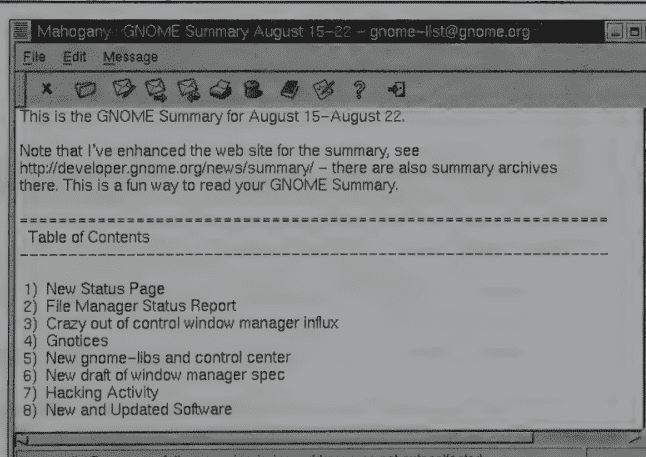 Mahogany: GNOME Summary August 15–22 – gnome–list@gnome.org
File Edit Message
This is the GNOME Summary for August 15–August 22.
Note that I've enhanced the web site for the summary, see
http://developer.gnome.org/news/summary/ – there are also summary archives
there. This is a fun way to read your GNOME Summary.
==========================================================================
Table of Contents
--------------------------------------------------------------------------
1) New Status Page
2) File Manager Status Report
3) Crazy out of control window manager influx
4) Gnotices
5) New gnome–libs and control center
6) New draft of window manager spec
7) Hacking Activity
8) New and Updated Software